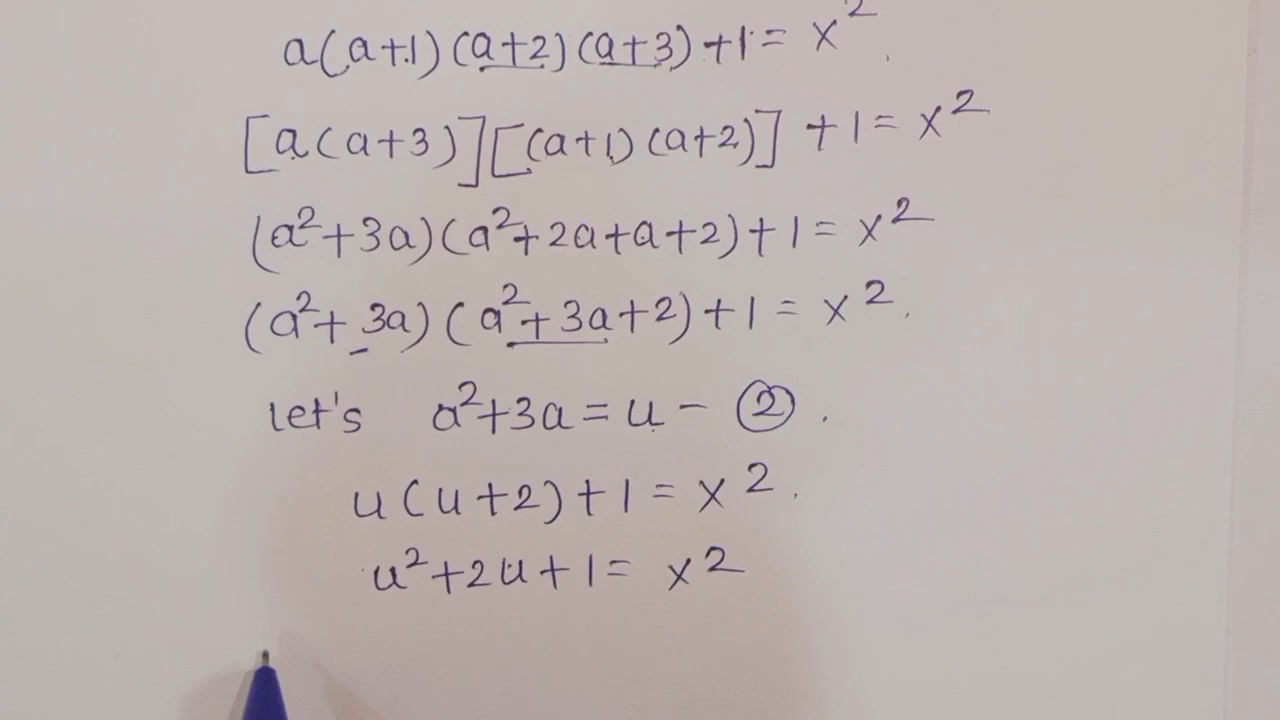 a(a+1)(a+2)(a+3)+1 = x²
[a(a+3)][(a+1)(a+2)]+1 = x²
(a²+3a)(a²+2a+a+2)+1 = x²
(a²+3a)(a²+3a+2)+1 = x².
let's a²+3a = u - ② .
u(u+2)+1 = x².
u²+2u+1 = x²